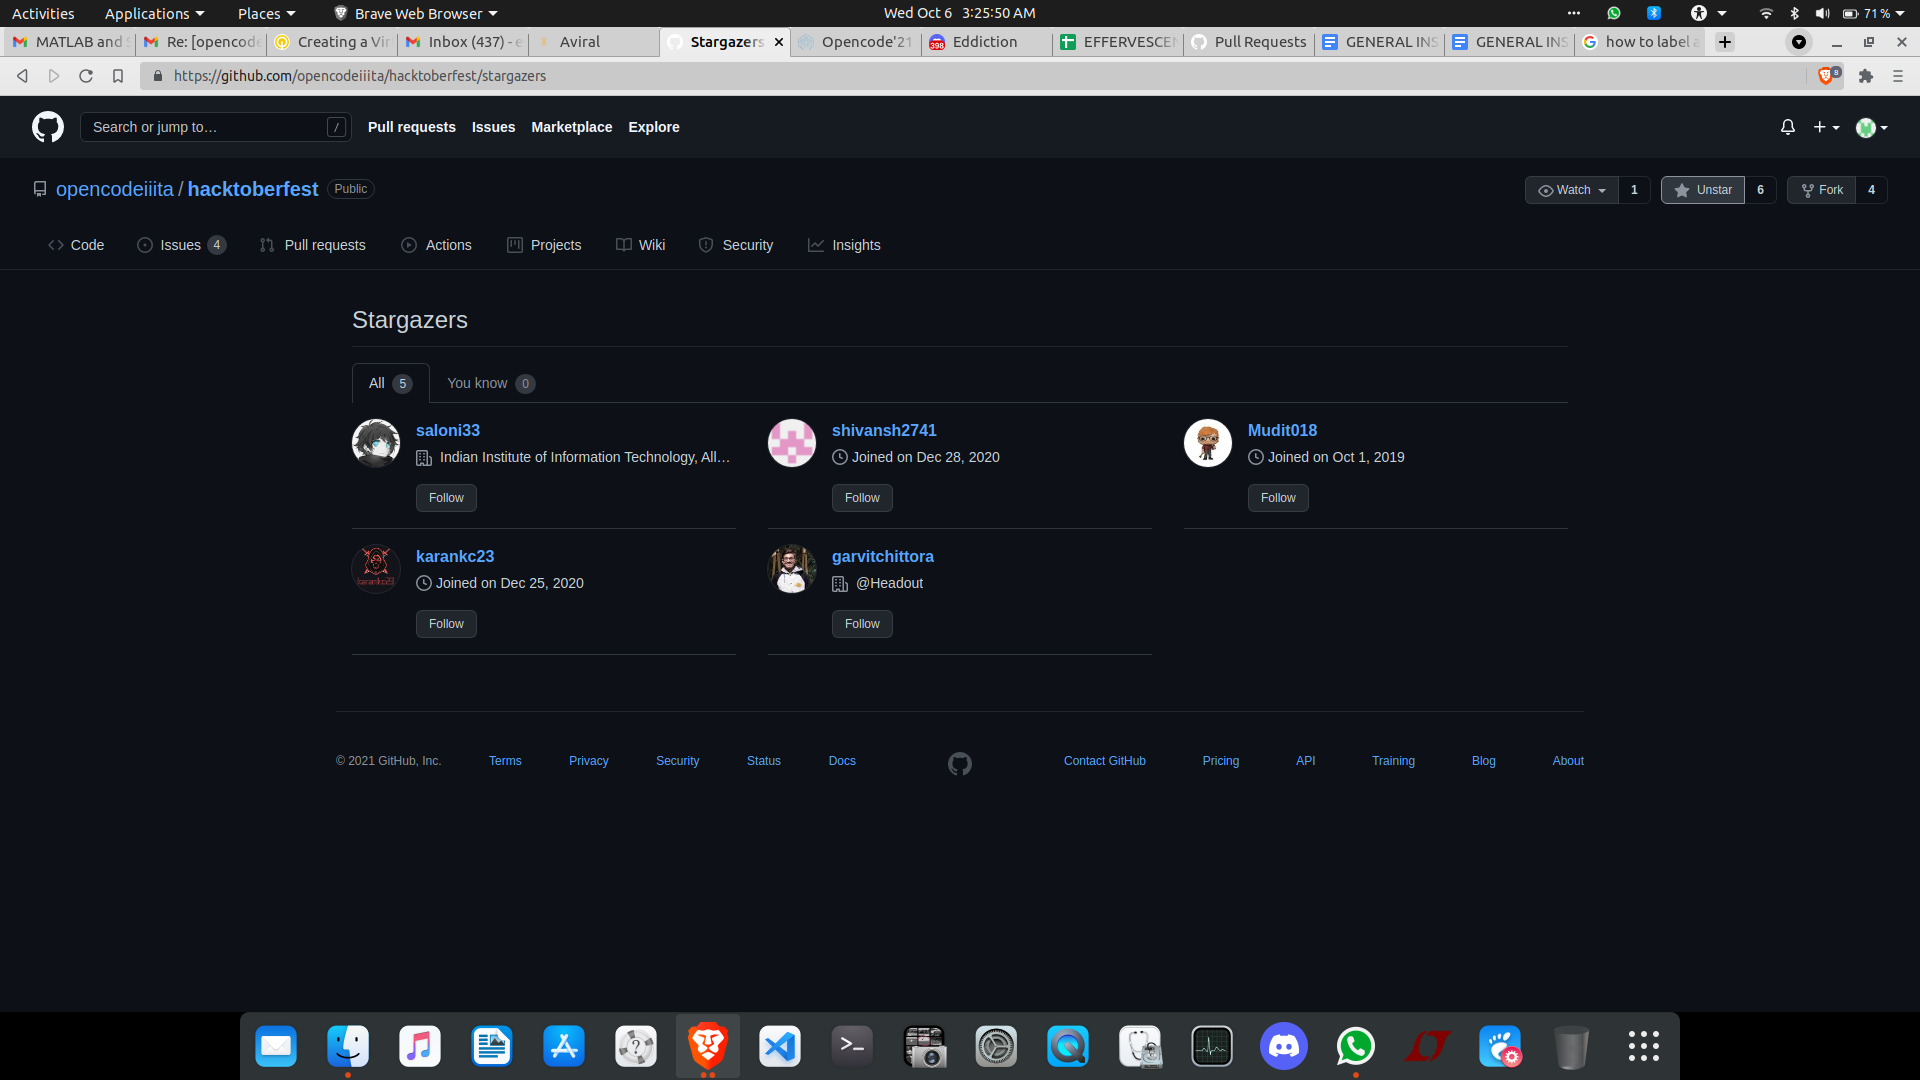 Activities Applications Places Brave Web Browser Wed Oct 6 3:25:50 AM 71 %
MATLAB and Re: [opencode Creating a Vir Inbox (437) - e Aviral Stargazers Opencode'21 Eddiction EFFERVESCEN Pull Requests GENERAL INS GENERAL INS how to label a
https://github.com/opencodeiiita/hacktoberfest/stargazers 8
Search or jump to… / Pull requests Issues Marketplace Explore
opencodeiiita / hacktoberfest Public Watch 1 Unstar 6 Fork 4
Code Issues 4 Pull requests Actions Projects Wiki Security Insights
Stargazers
All 5 You know 0
saloni33
Indian Institute of Information Technology, All…
Follow
shivansh2741
Joined on Dec 28, 2020
Follow
Mudit018
Joined on Oct 1, 2019
Follow
karankc23
Joined on Dec 25, 2020
Follow
garvitchittora
@Headout
Follow
© 2021 GitHub, Inc. Terms Privacy Security Status Docs Contact GitHub Pricing API Training Blog About